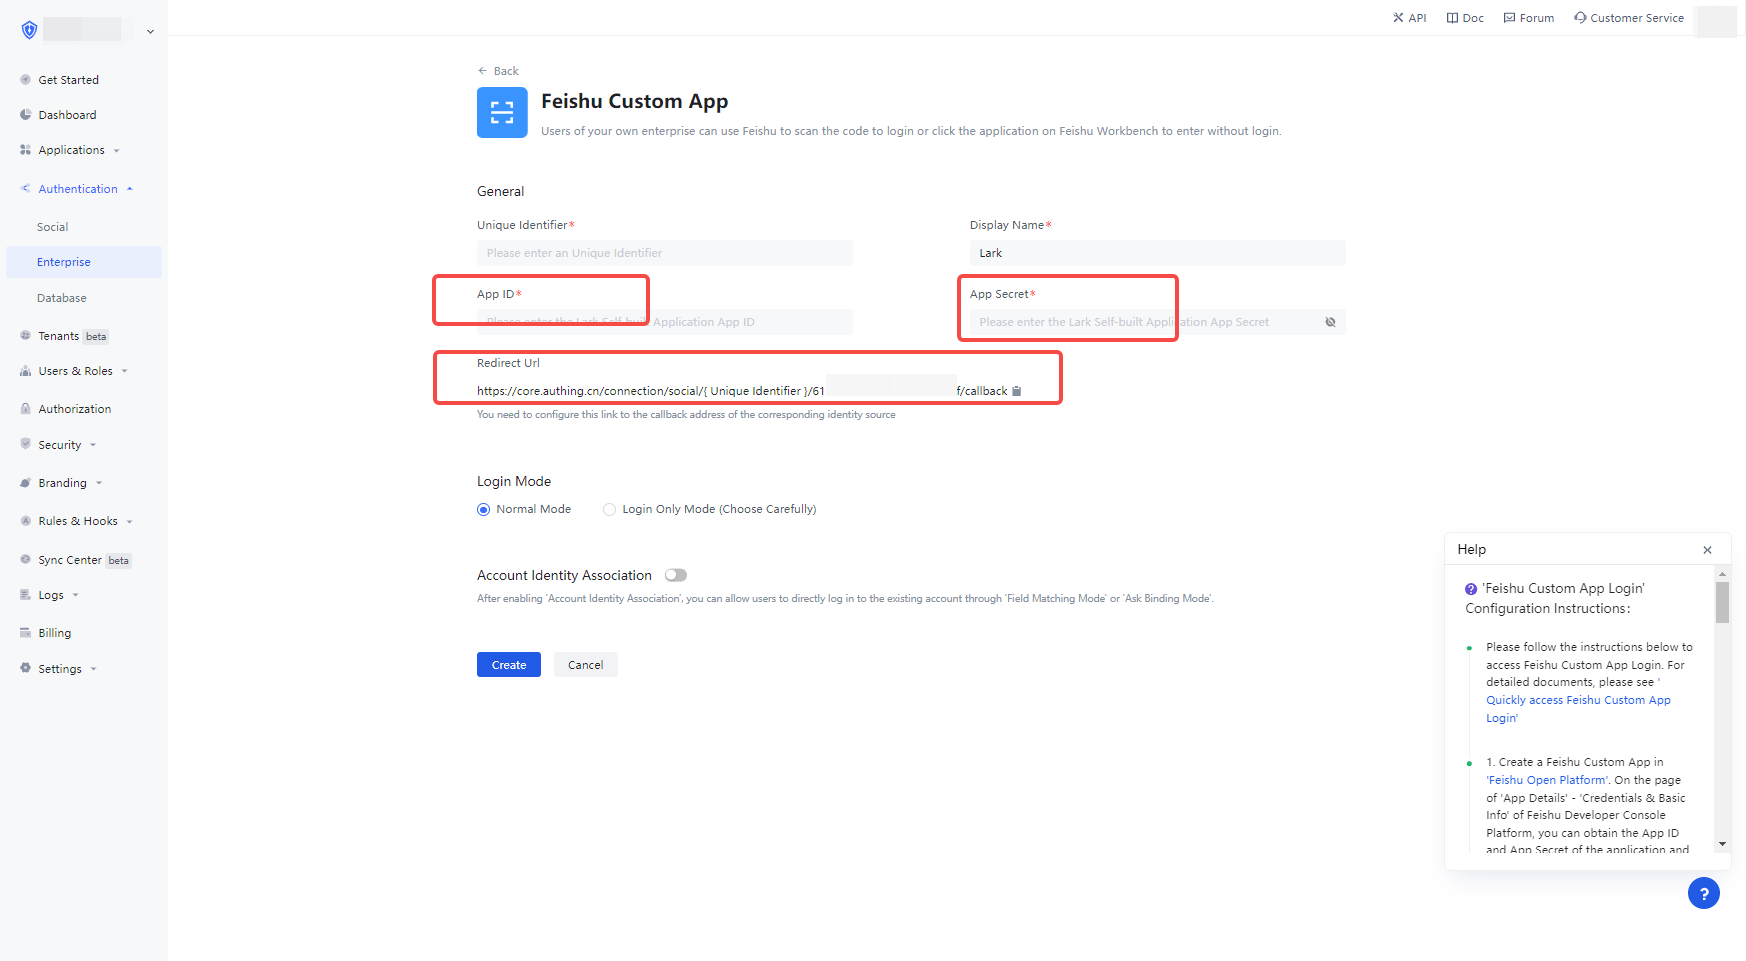 API Doc Forum Customer Service
Get Started
Dashboard
Applications
Authentication
Social
Enterprise
Database
Tenants beta
Users & Roles
Authorization
Security
Branding
Rules & Hooks
Sync Center beta
Logs
Billing
Settings
Back
Feishu Custom App
Users of your own enterprise can use Feishu to scan the code to login or click the application on Feishu Workbench to enter without login.
General
Unique Identifier*
Please enter an Unique Identifier
Display Name*
Lark
App ID*
Please enter the Lark Self-built Application App ID
App Secret*
Please enter the Lark Self-built Application App Secret
Redirect Url
https://core.authing.cn/connection/social/{ Unique Identifier }/61 f/callback
You need to configure this link to the callback address of the corresponding identity source
Login Mode
Normal Mode Login Only Mode (Choose Carefully)
Account Identity Association
After enabling 'Account Identity Association', you can allow users to directly log in to the existing account through 'Field Matching Mode' or 'Ask Binding Mode'.
Create Cancel
Help
? 'Feishu Custom App Login'
Configuration Instructions:
Please follow the instructions below to
access Feishu Custom App Login. For
detailed documents, please see '
Quickly access Feishu Custom App
Login'
1. Create a Feishu Custom App in
'Feishu Open Platform'. On the page
of 'App Details' - 'Credentials & Basic
Info' of Feishu Developer Console
Platform, you can obtain the App ID
and App Secret of the application and
?